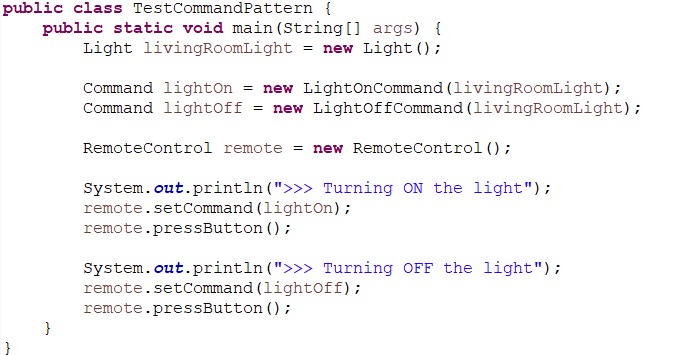 public class TestCommandPattern {
    public static void main(String[] args) {
        Light livingRoomLight = new Light();

        Command lightOn = new LightOnCommand(livingRoomLight);
        Command lightOff = new LightOffCommand(livingRoomLight);

        RemoteControl remote = new RemoteControl();

        System.out.println(">>> Turning ON the light");
        remote.setCommand(lightOn);
        remote.pressButton();

        System.out.println(">>> Turning OFF the light");
        remote.setCommand(lightOff);
        remote.pressButton();
    }
}